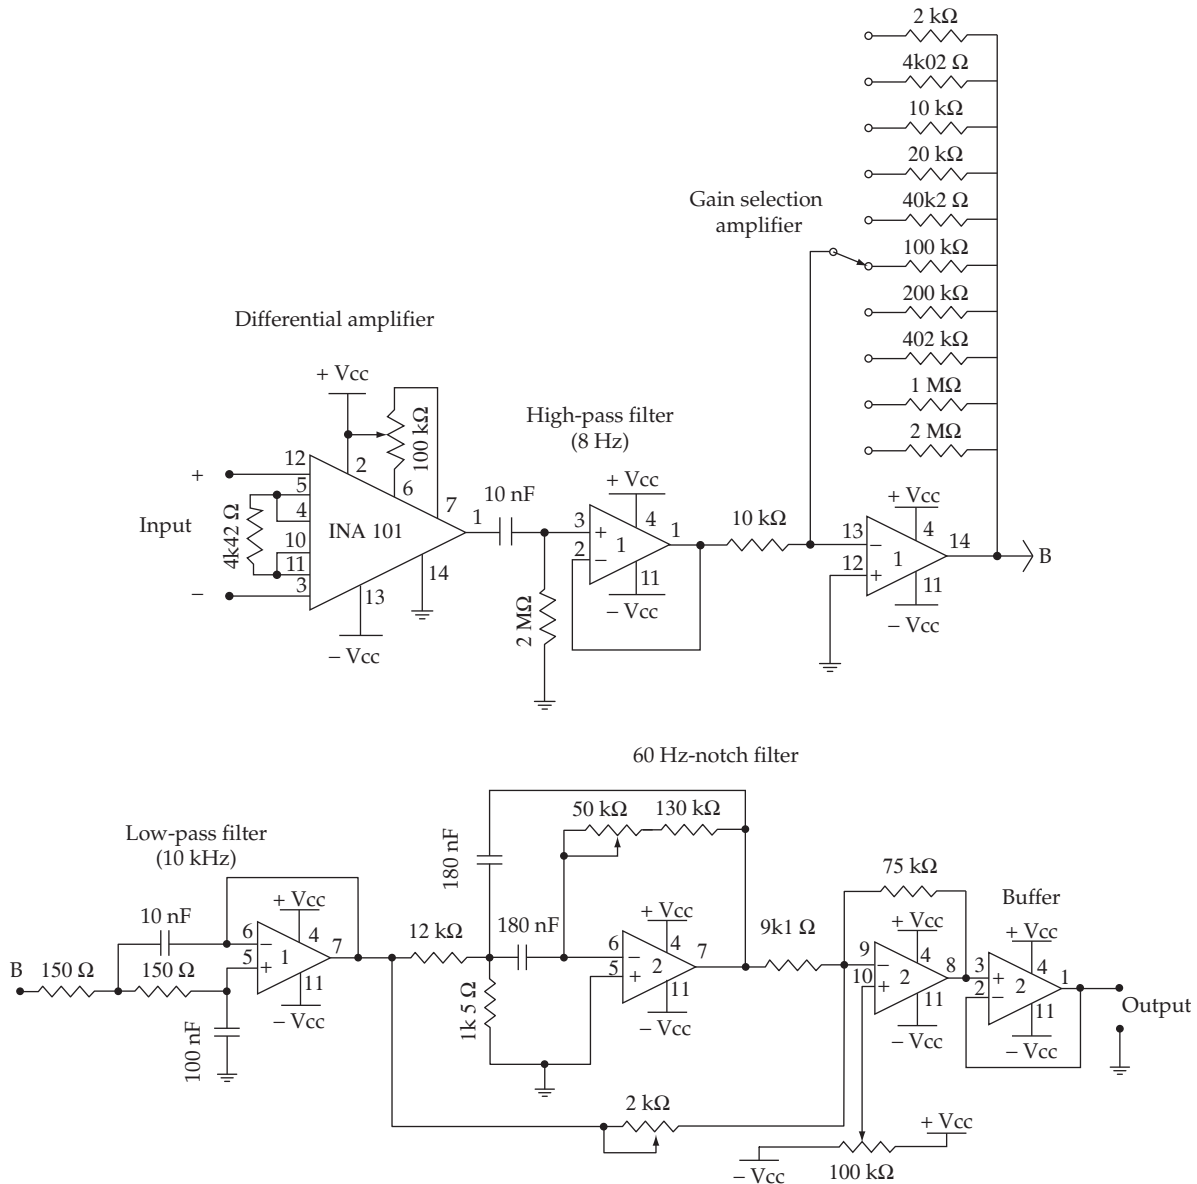 2 kΩ
4k02 Ω
10 kΩ
20 kΩ
40k2 Ω
Gain selection
amplifier
100 kΩ
200 kΩ
402 kΩ
1 MΩ
2 MΩ
Differential amplifier
+ Vcc
100 kΩ
High-pass filter
(8 Hz)
+
12
5
4
10
11
3
−
Input
4k42 Ω
INA 101
2
6
7
1
14
13
− Vcc
10 nF
2 MΩ
+ Vcc
3
+
4
1
2
−
1
11
− Vcc
10 kΩ
+ Vcc
13
−
4
14
12
+
1
11
− Vcc
B
60 Hz-notch filter
Low-pass filter
(10 kHz)
10 nF
B
150 Ω
150 Ω
100 nF
+ Vcc
6
−
4
7
5
+
1
11
− Vcc
12 kΩ
180 nF
180 nF
1k 5 Ω
50 kΩ
130 kΩ
+ Vcc
6
−
4
7
5
+
2
11
− Vcc
9k1 Ω
75 kΩ
+ Vcc
9
−
4
8
10
+
2
11
− Vcc
Buffer
+ Vcc
3
+
4
1
2
−
2
11
− Vcc
Output
2 kΩ
+ Vcc
− Vcc
100 kΩ